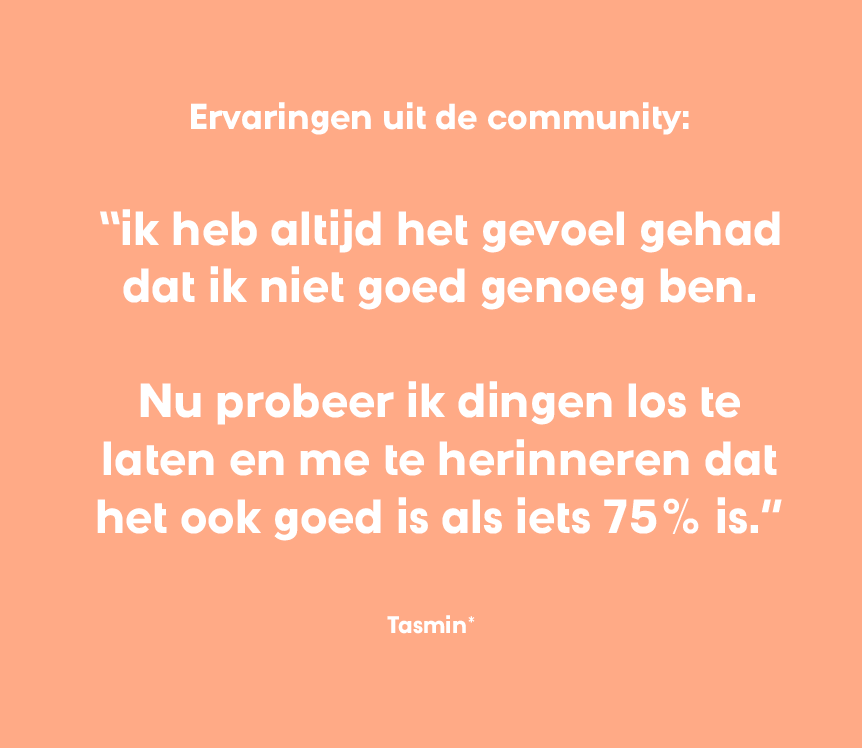 Ervaringen uit de community:
“ik heb altijd het gevoel gehad
dat ik niet goed genoeg ben.
Nu probeer ik dingen los te
laten en me te herinneren dat
het ook goed is als iets 75% is.”
Tasmin*